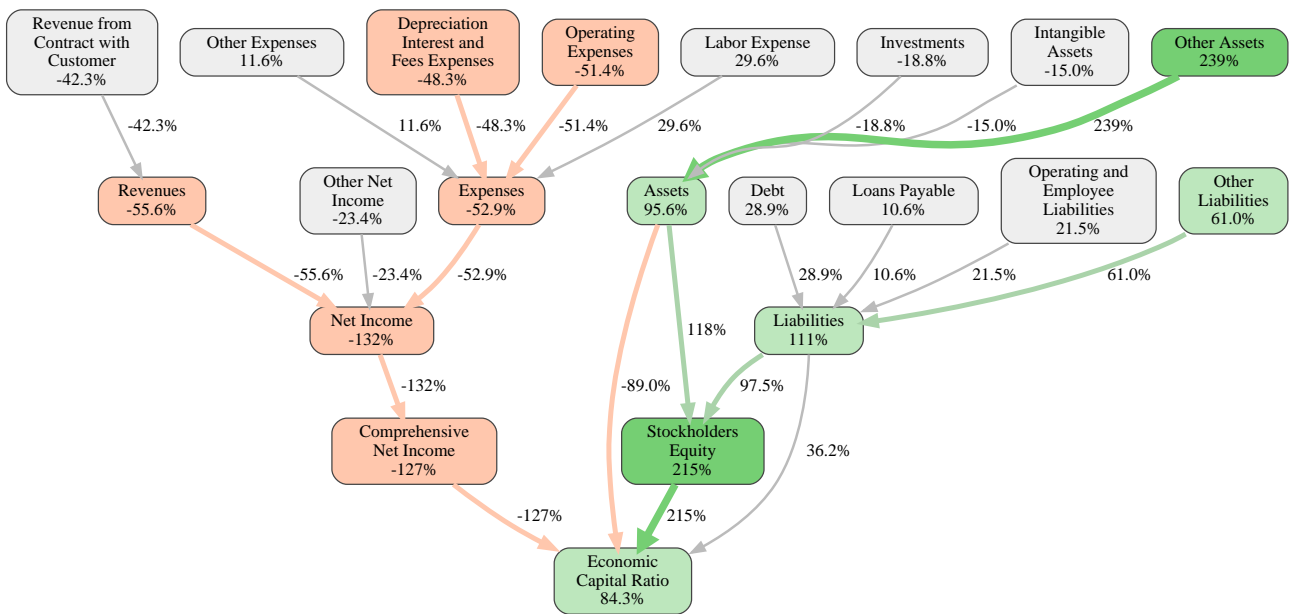 Revenue from
Contract with
Customer
-42.3%
Other Expenses
11.6%
Depreciation
Interest and
Fees Expenses
-48.3%
Operating
Expenses
-51.4%
Labor Expense
29.6%
Investments
-18.8%
Intangible
Assets
-15.0%
Other Assets
239%
-42.3%
11.6%
-48.3%
-51.4%
29.6%
-18.8%
-15.0%
239%
Revenues
-55.6%
Other Net
Income
-23.4%
Expenses
-52.9%
Assets
95.6%
Debt
28.9%
Loans Payable
10.6%
Operating and
Employee
Liabilities
21.5%
Other
Liabilities
61.0%
-55.6%
-23.4%
-52.9%
28.9%
10.6%
21.5%
61.0%
Net Income
-132%
118%
Liabilities
111%
-132%
-89.0%
97.5%
Comprehensive
Net Income
-127%
Stockholders
Equity
215%
36.2%
-127%
215%
Economic
Capital Ratio
84.3%